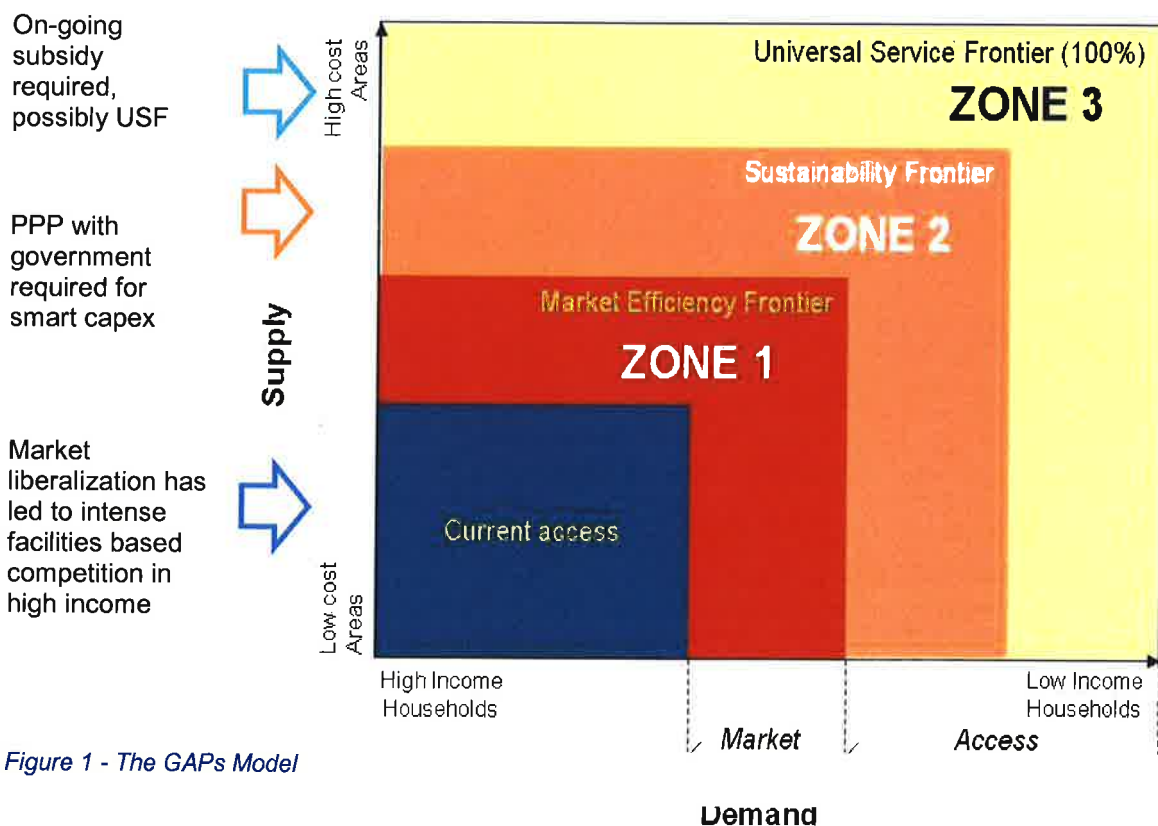 On-going
subsidy
required,
possibly USF
PPP with
government
required for
smart capex
Market
liberalization has
led to intense
facilities based
competition in
high income
Supply
High cost
Areas
Low cost
Areas
Universal Service Frontier (100%)
ZONE 3
Sustainability Frontier
ZONE 2
Market Efficiency Frontier
ZONE 1
Current access
High Income
Households
Low Income
Households
Market
Access
Figure 1 - The GAPs Model
Demand